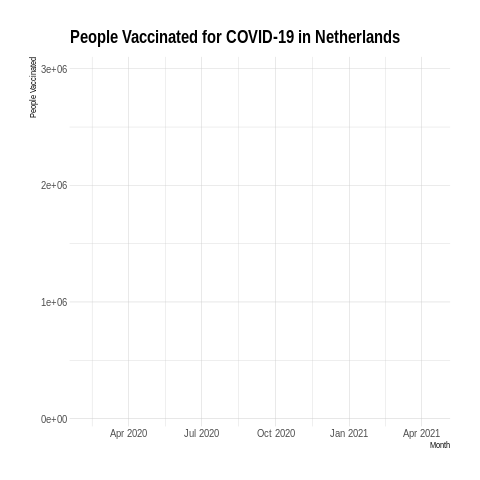 People Vaccinated for COVID-19 in Netherlands
People Vaccinated
3e+06
2e+06
1e+06
0e+00
Apr 2020 Jul 2020 Oct 2020 Jan 2021 Apr 2021
Month